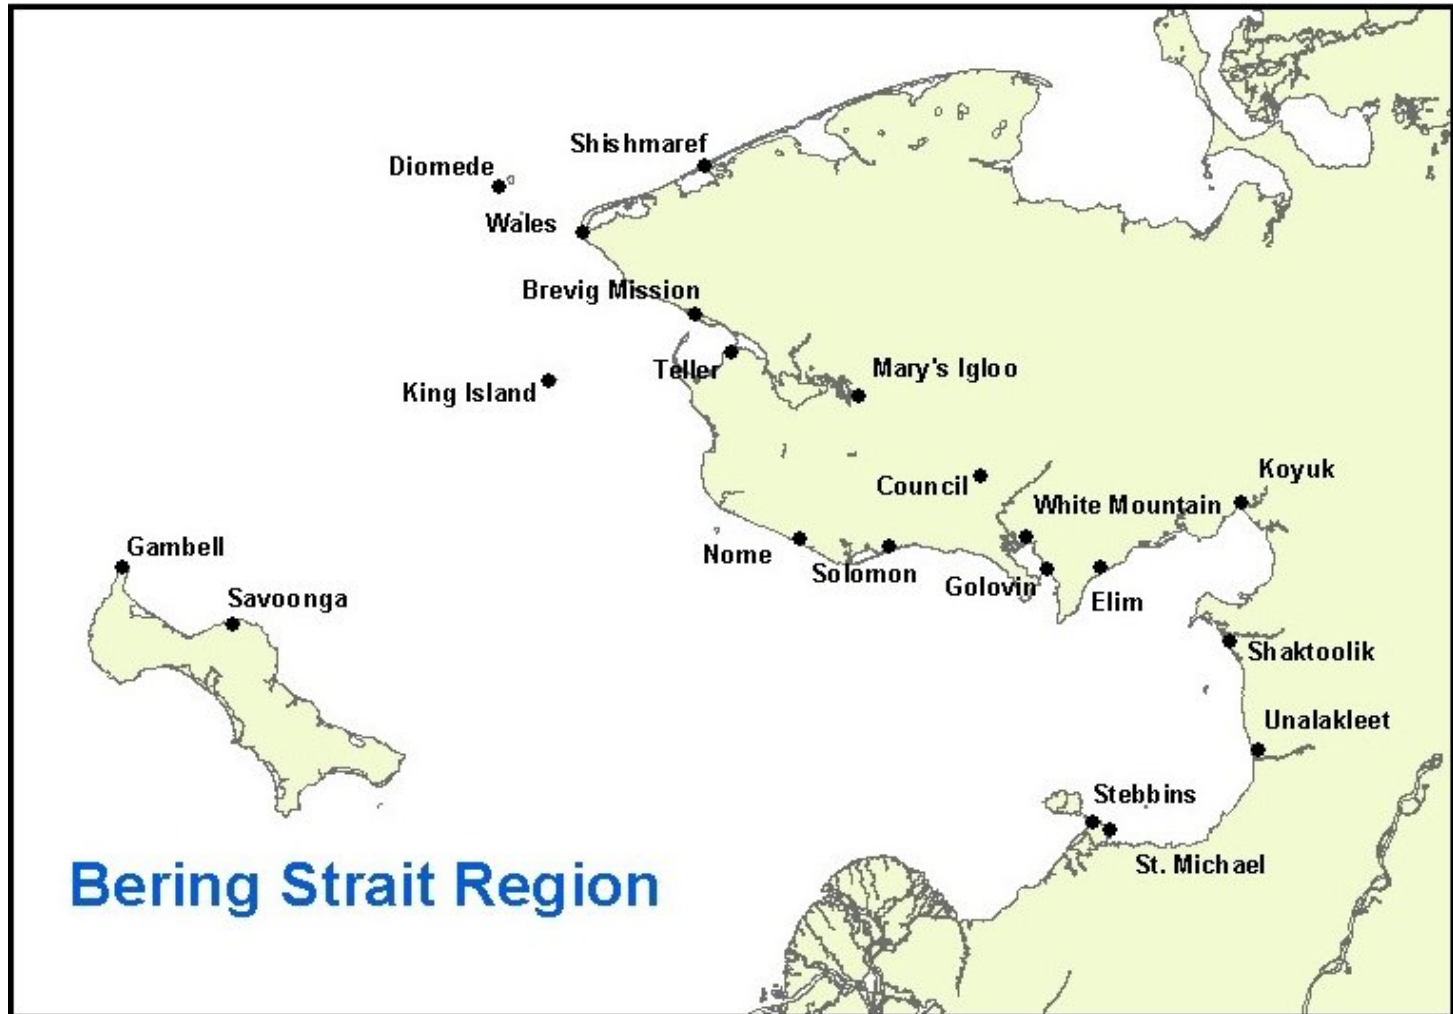 Shishmaref
Diomede
Wales
Brevig Mission
Teller
Mary's Igloo
King Island
Koyuk
Council
White Mountain
Gambell
Nome
Solomon
Golovin
Elim
Savoonga
Shaktoolik
Unalakleet
Stebbins
St. Michael
Bering Strait Region